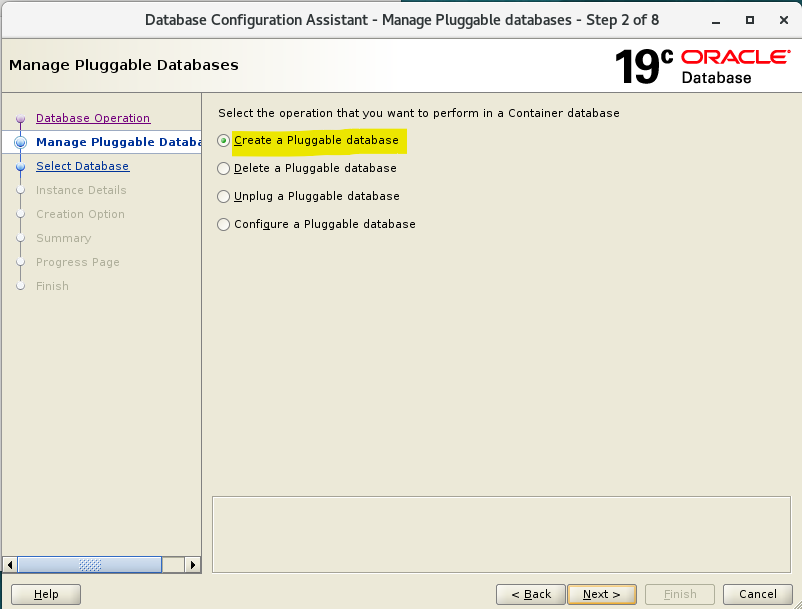 Database Configuration Assistant - Manage Pluggable databases - Step 2 of 8
Manage Pluggable Databases
19c ORACLE
Database
Database Operation
Manage Pluggable Databa
Select Database
Instance Details
Creation Option
Summary
Progress Page
Finish
Select the operation that you want to perform in a Container database
Create a Pluggable database
Delete a Pluggable database
Unplug a Pluggable database
Configure a Pluggable database
Help
< Back
Next >
Finish
Cancel